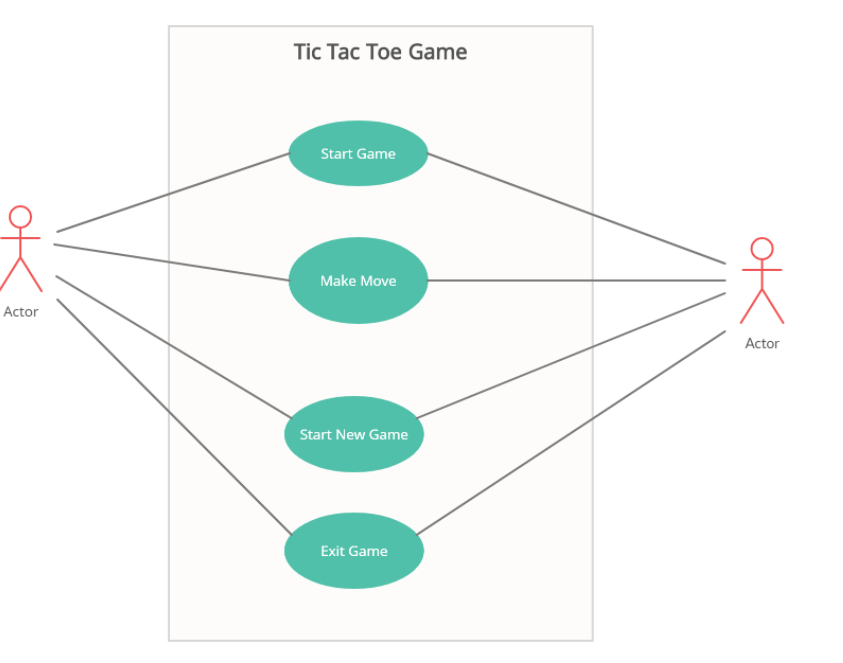 Tic Tac Toe Game
Start Game
Make Move
Actor
Actor
Start New Game
Exit Game